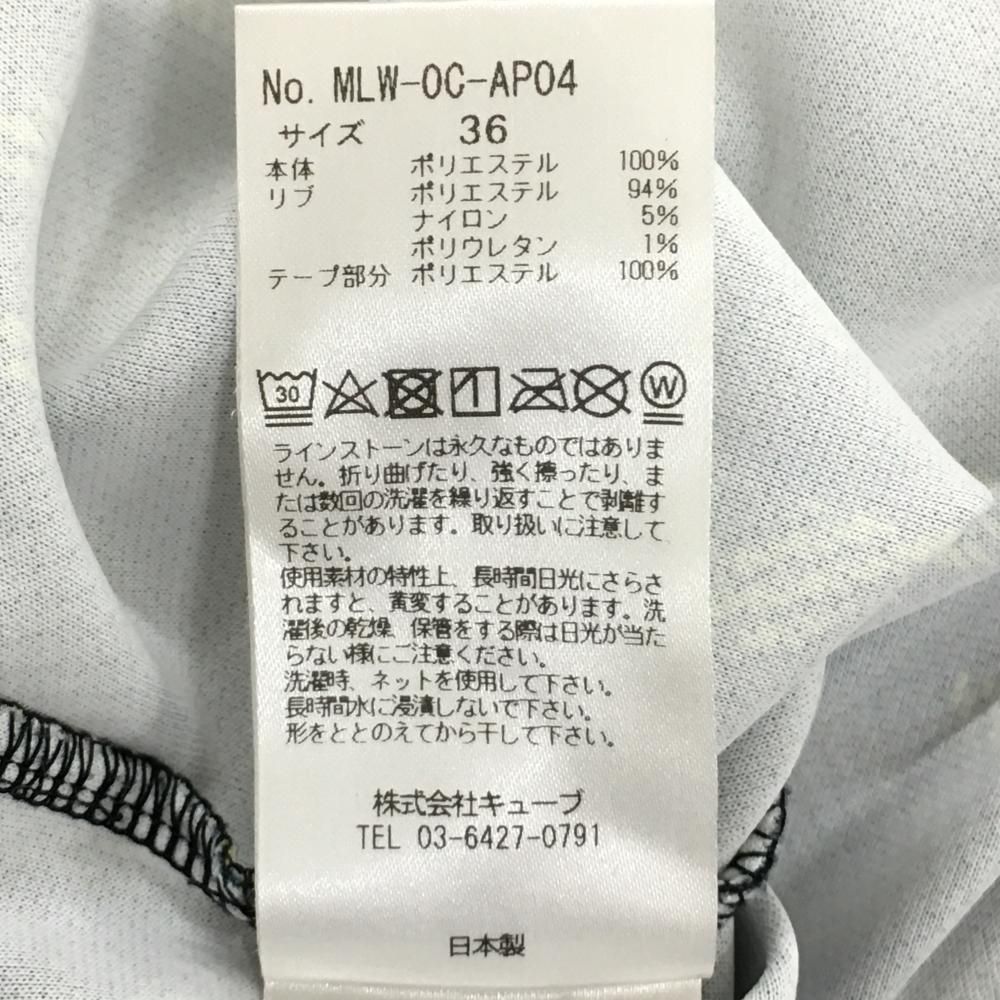 No. MLW-OC-AP04
サイズ 36
本体 ポリエステル 100%
リブ ポリエステル 94%
ナイロン 5%
ポリウレタン 1%
テープ部分 ポリエステル 100%
30 W
ラインストーンは永久なものではありま
せん。折り曲げたり、強く擦ったり、ま
たは数回の洗濯を繰り返すことで剥離す
ることがあります。取り扱いに注意して
下さい。
使用素材の特性上、長時間日光にさらさ
れますと、黄変することがあります。洗
濯後の乾燥、保管をする際は日光が当た
らない様にご注意ください。
洗濯時、ネットを使用して下さい。
長時間水に浸漬しないで下さい。
形をととのえてから干して下さい。
株式会社キューブ
TEL 03-6427-0791
日本製